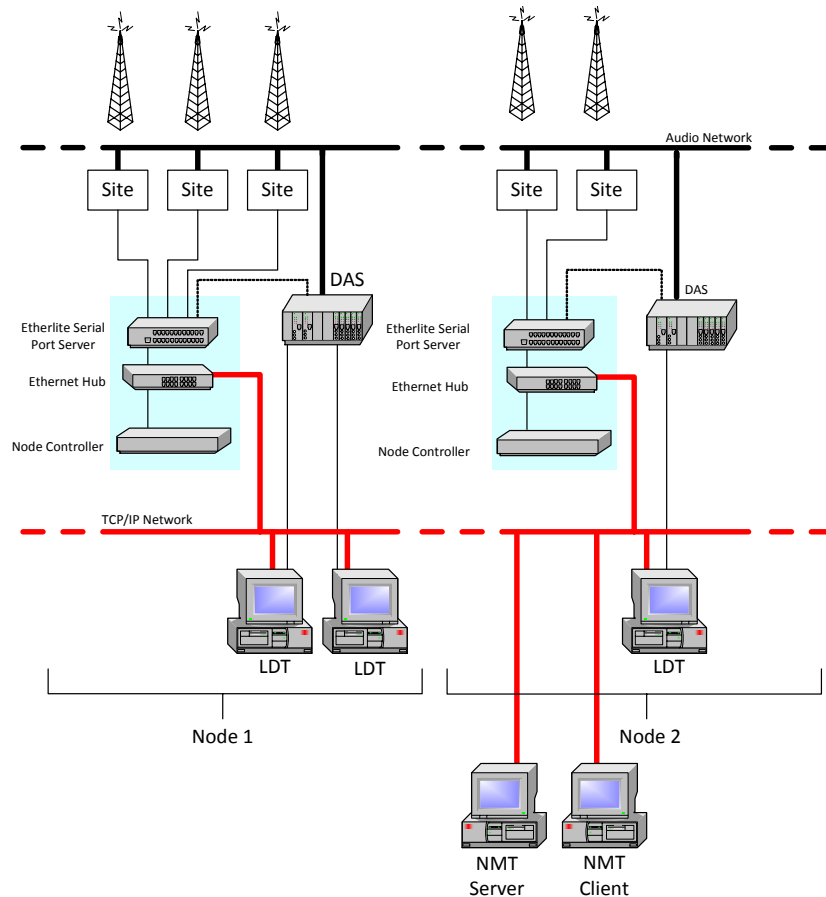 Audio Network
Site
Site
Site
Site
Site
DAS
DAS
Etherlite Serial
Port Server
Etherlite Serial
Port Server
Ethernet Hub
Ethernet Hub
Node Controller
Node Controller
TCP/IP Network
LDT
LDT
LDT
Node 1
Node 2
NMT
Server
NMT
Client